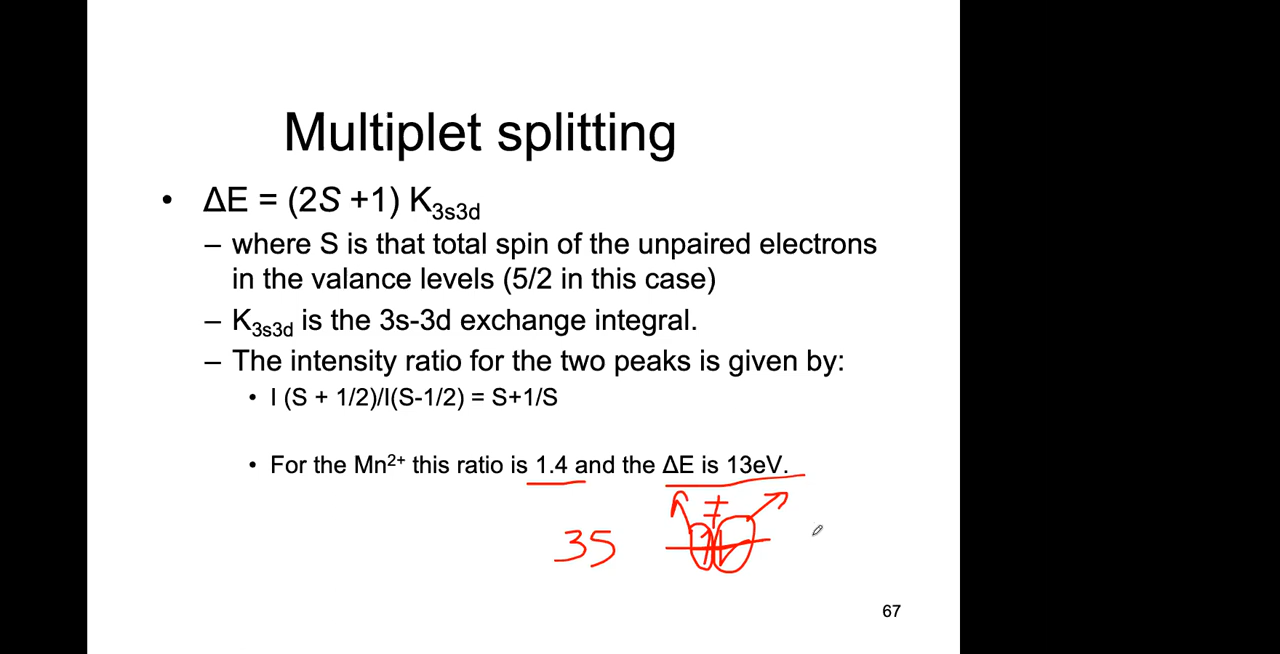 Multiplet splitting
• ΔE = (2S +1) K3s3d
– where S is that total spin of the unpaired electrons
in the valance levels (5/2 in this case)
– K3s3d is the 3s-3d exchange integral.
– The intensity ratio for the two peaks is given by:
• I (S + 1/2)/I(S-1/2) = S+1/S
• For the Mn2+ this ratio is 1.4 and the ΔE is 13eV.
≠
3S
67